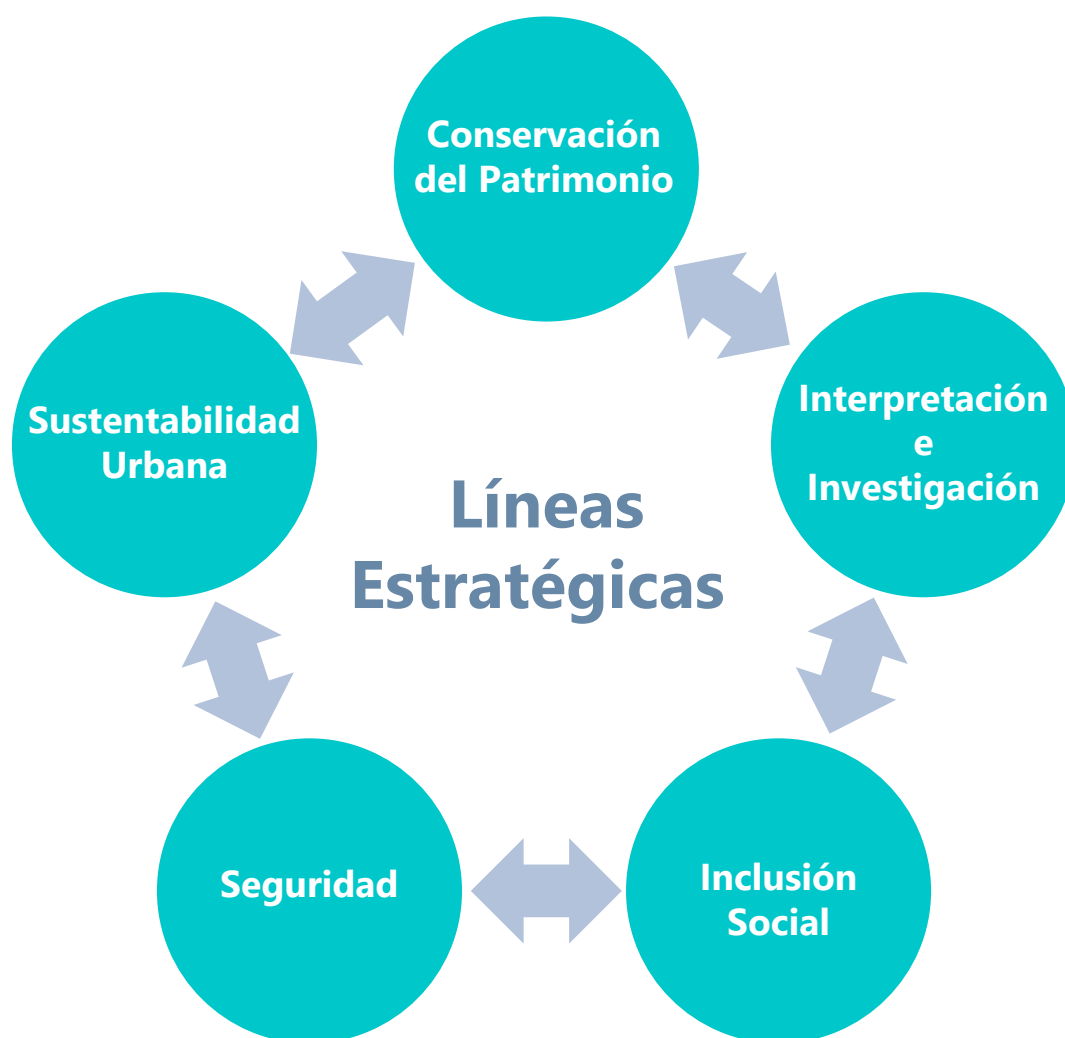 Conservación
del Patrimonio
Interpretación
e
Investigación
Sustentabilidad
Urbana
Líneas
Estratégicas
Seguridad
Inclusión
Social